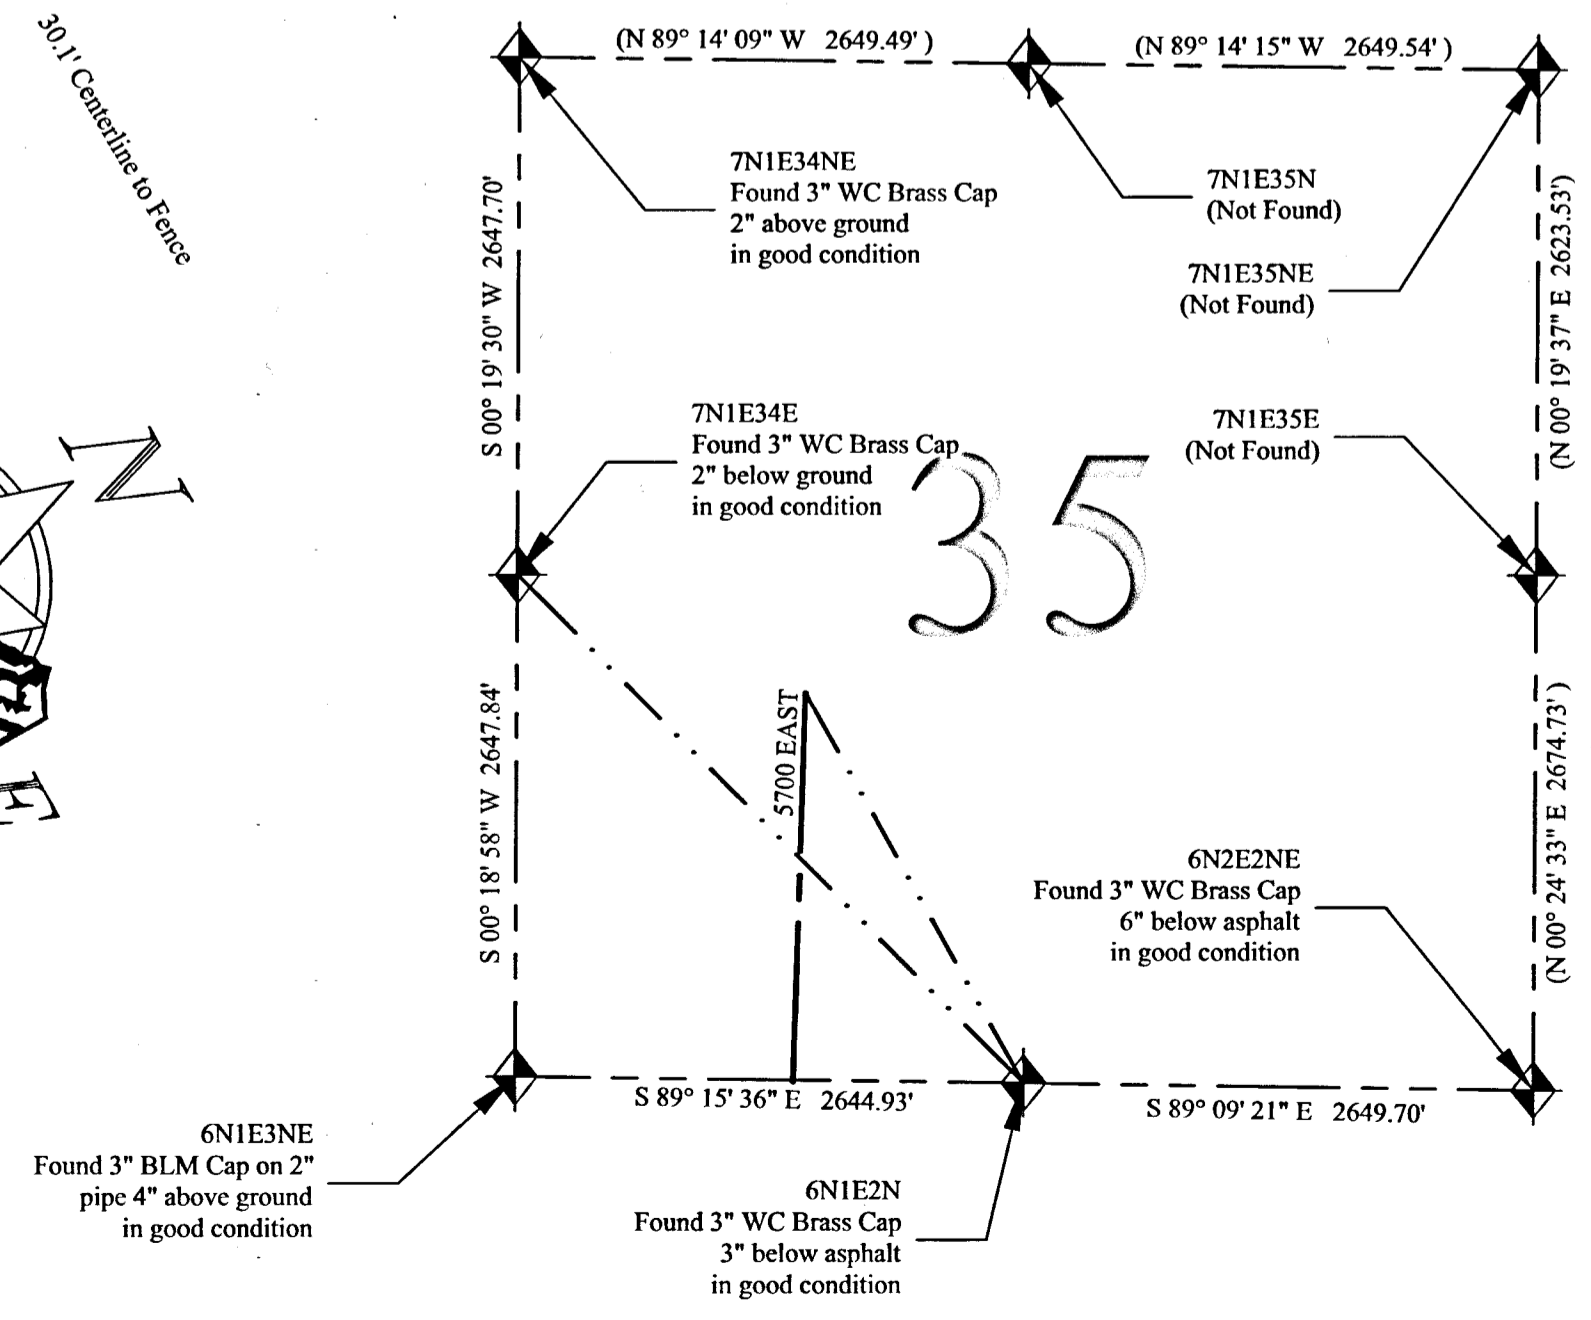 30.1' Centerline to Fence
(N 89° 14' 09" W 2649.49' )
(N 89° 14' 15" W 2649.54' )
7N1E34NE
Found 3" WC Brass Cap
2" above ground
in good condition
7N1E35N
(Not Found)
7N1E35NE
(Not Found)
S 00° 19' 30" W 2647.70'
(N 00° 19' 37" E 2623.53')
7N1E34E
Found 3" WC Brass Cap
2" below ground
in good condition
35
7N1E35E
(Not Found)
N
E
S 00° 18' 58" W 2647.84'
5700 EAST
(N 00° 24' 33" E 2674.73' )
6N2E2NE
Found 3" WC Brass Cap
6" below asphalt
in good condition
S 89° 15' 36" E 2644.93'
S 89° 09' 21" E 2649.70'
6N1E3NE
Found 3" BLM Cap on 2"
pipe 4" above ground
in good condition
6N1E2N
Found 3" WC Brass Cap
3" below asphalt
in good condition